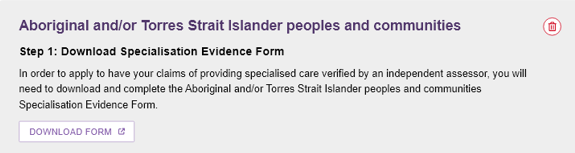 Aboriginal and/or Torres Strait Islander peoples and communities
Step 1: Download Specialisation Evidence Form
In order to apply to have your claims of providing specialised care verified by an independent assessor, you will
need to download and complete the Aboriginal and/or Torres Strait Islander peoples and communities
Specialisation Evidence Form.
DOWNLOAD FORM